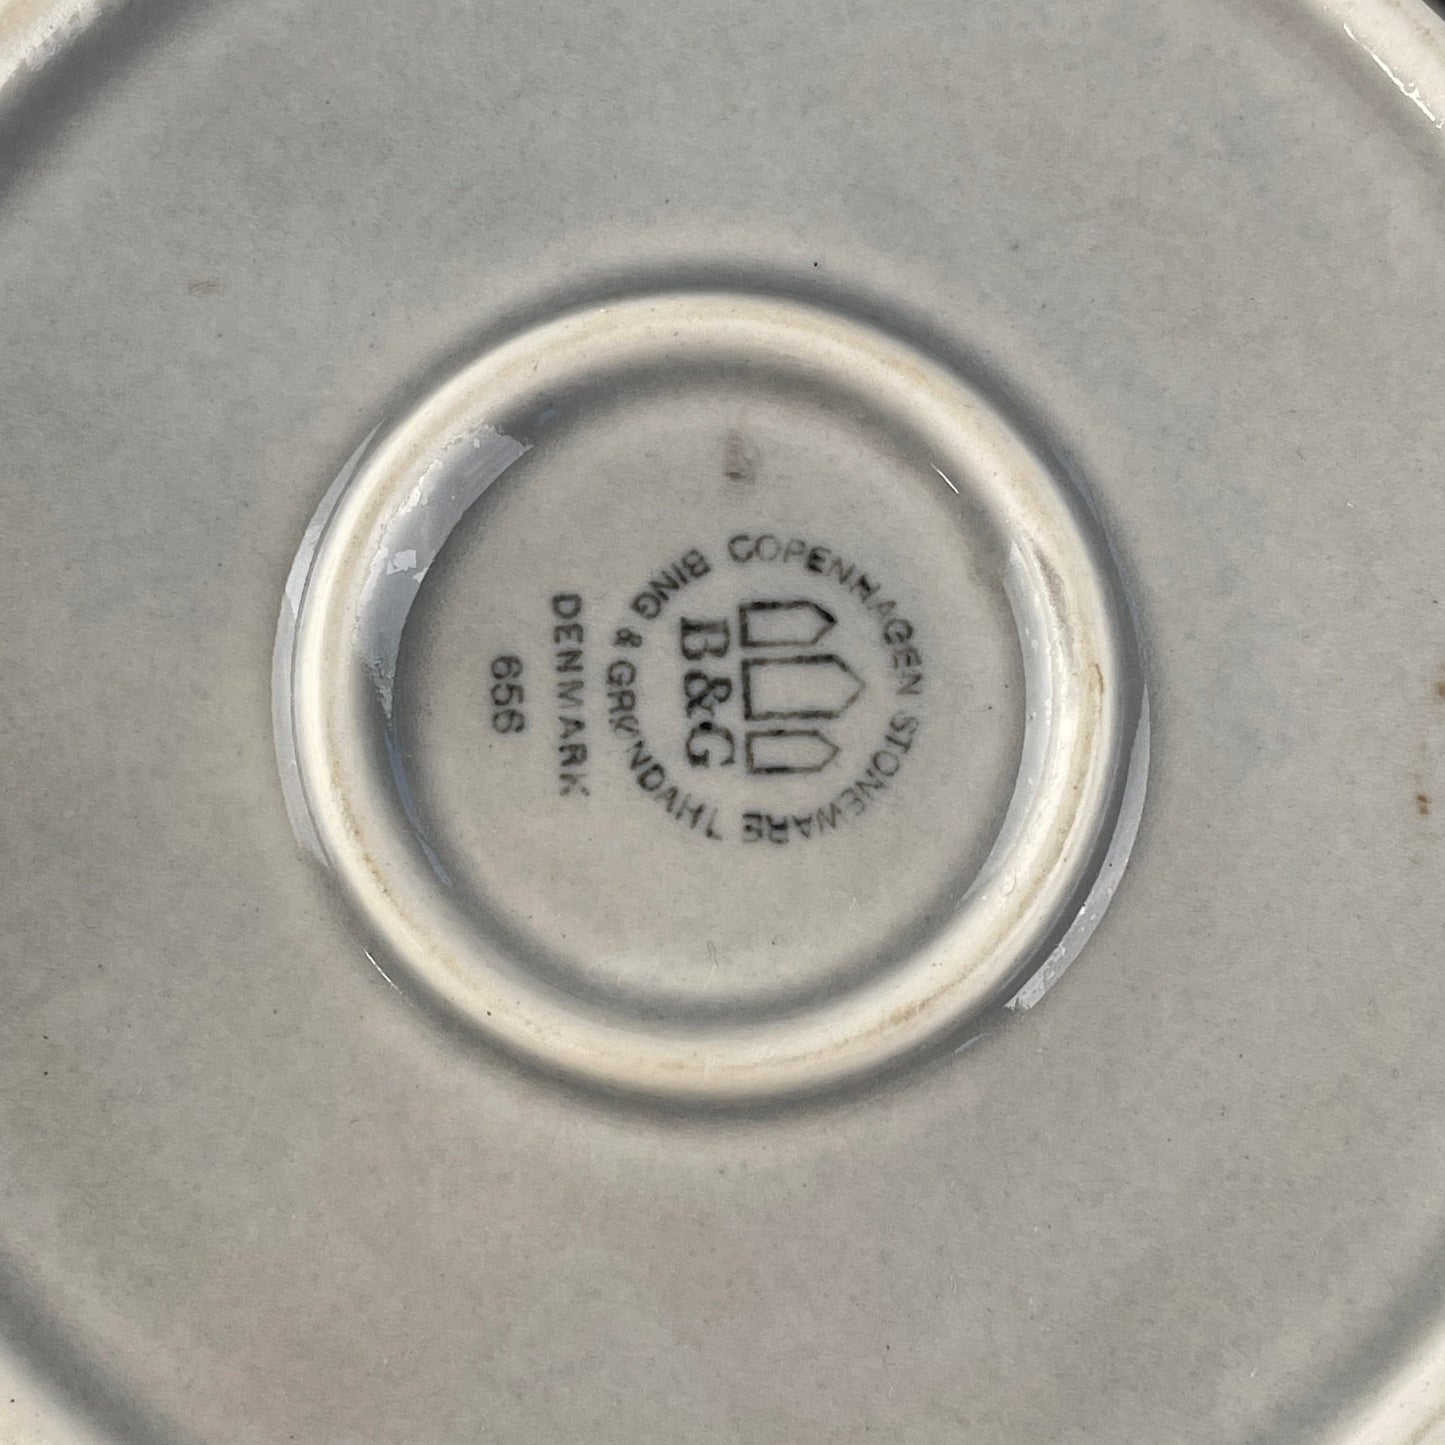 COPENHAGEN STONEWARE
B&G
BING & GRØNDAHL
DENMARK
656